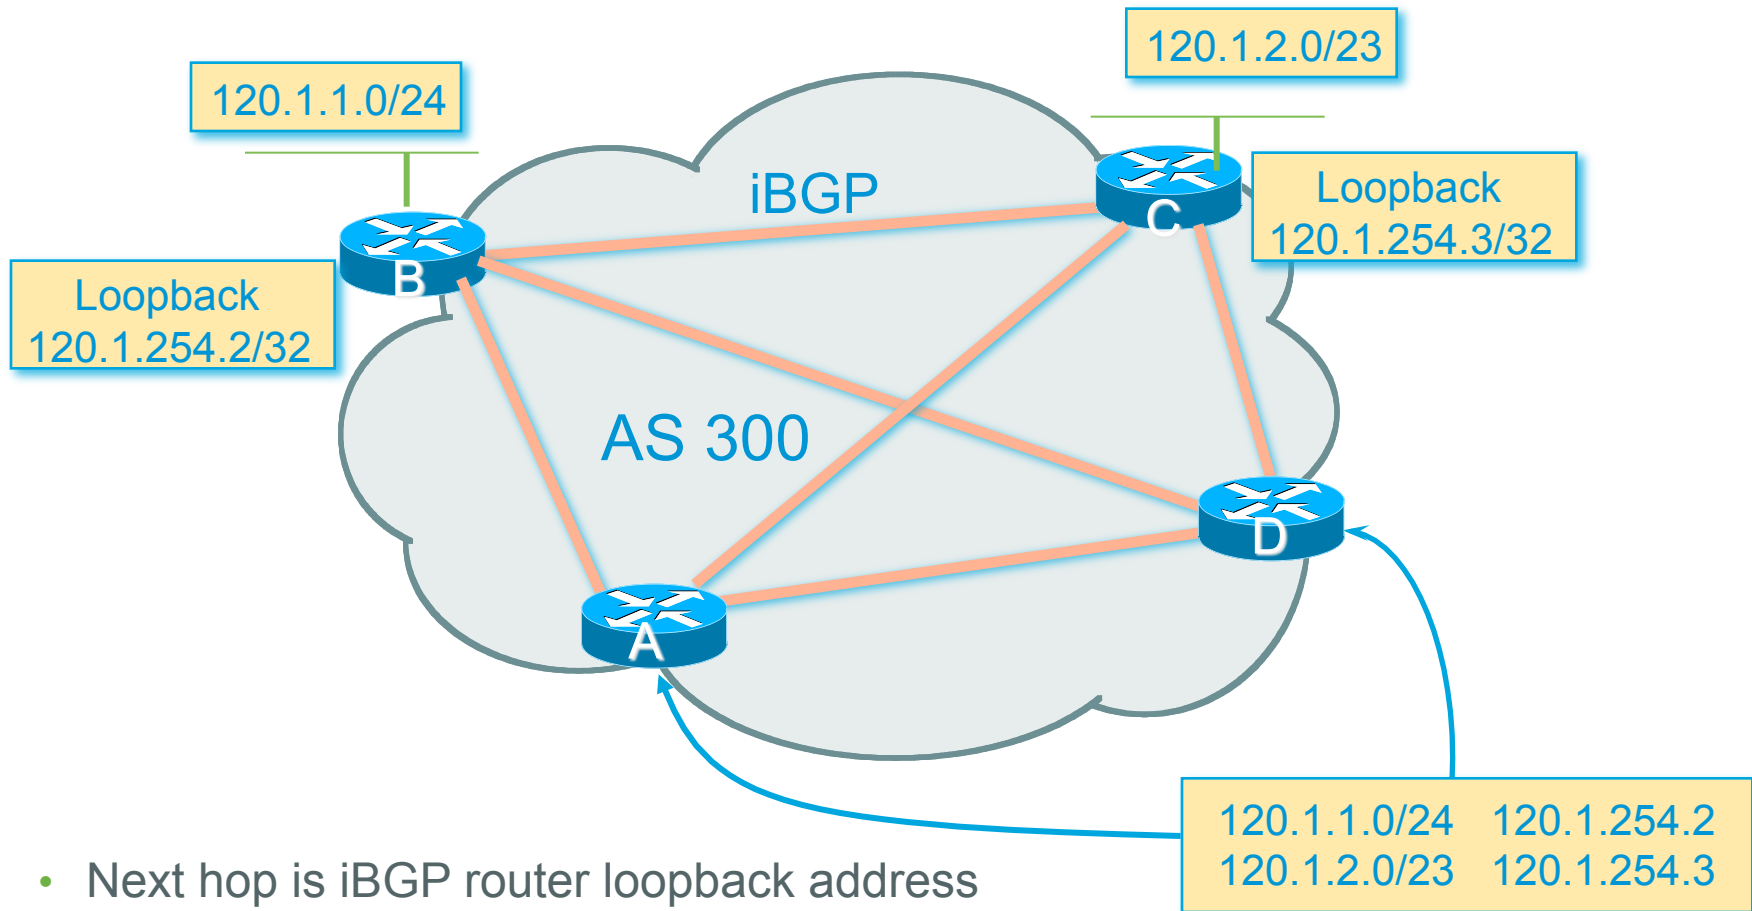 120.1.2.0/23
120.1.1.0/24
iBGP
C
Loopback
120.1.254.3/32
B
Loopback
120.1.254.2/32
AS 300
D
A
120.1.1.0/24 120.1.254.2
120.1.2.0/23 120.1.254.3
• Next hop is iBGP router loopback address